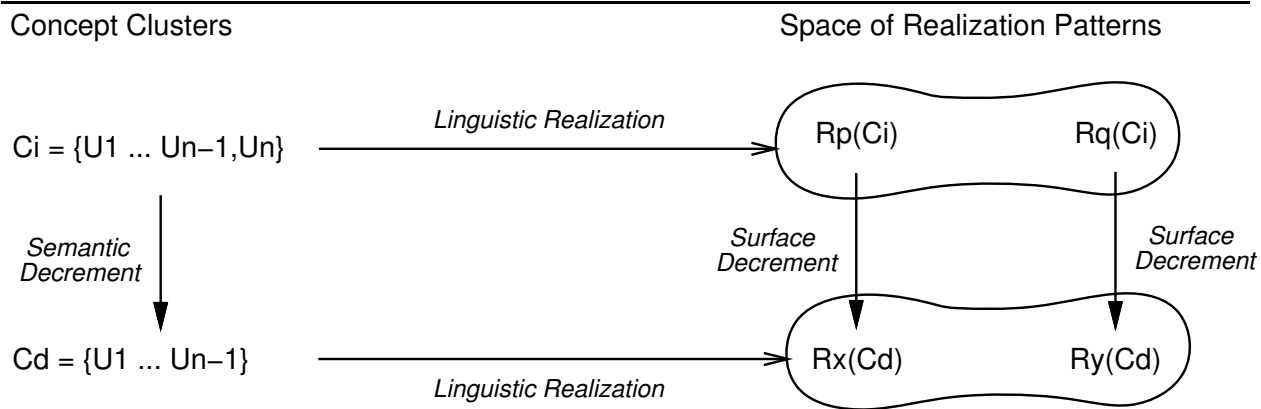 Concept Clusters
Space of Realization Patterns
Linguistic Realization
Ci = {U1 ... Un−1,Un}
Rp(Ci)
Rq(Ci)
Semantic
Decrement
Surface
Decrement
Surface
Decrement
Cd = {U1 ... Un−1}
Rx(Cd)
Ry(Cd)
Linguistic Realization